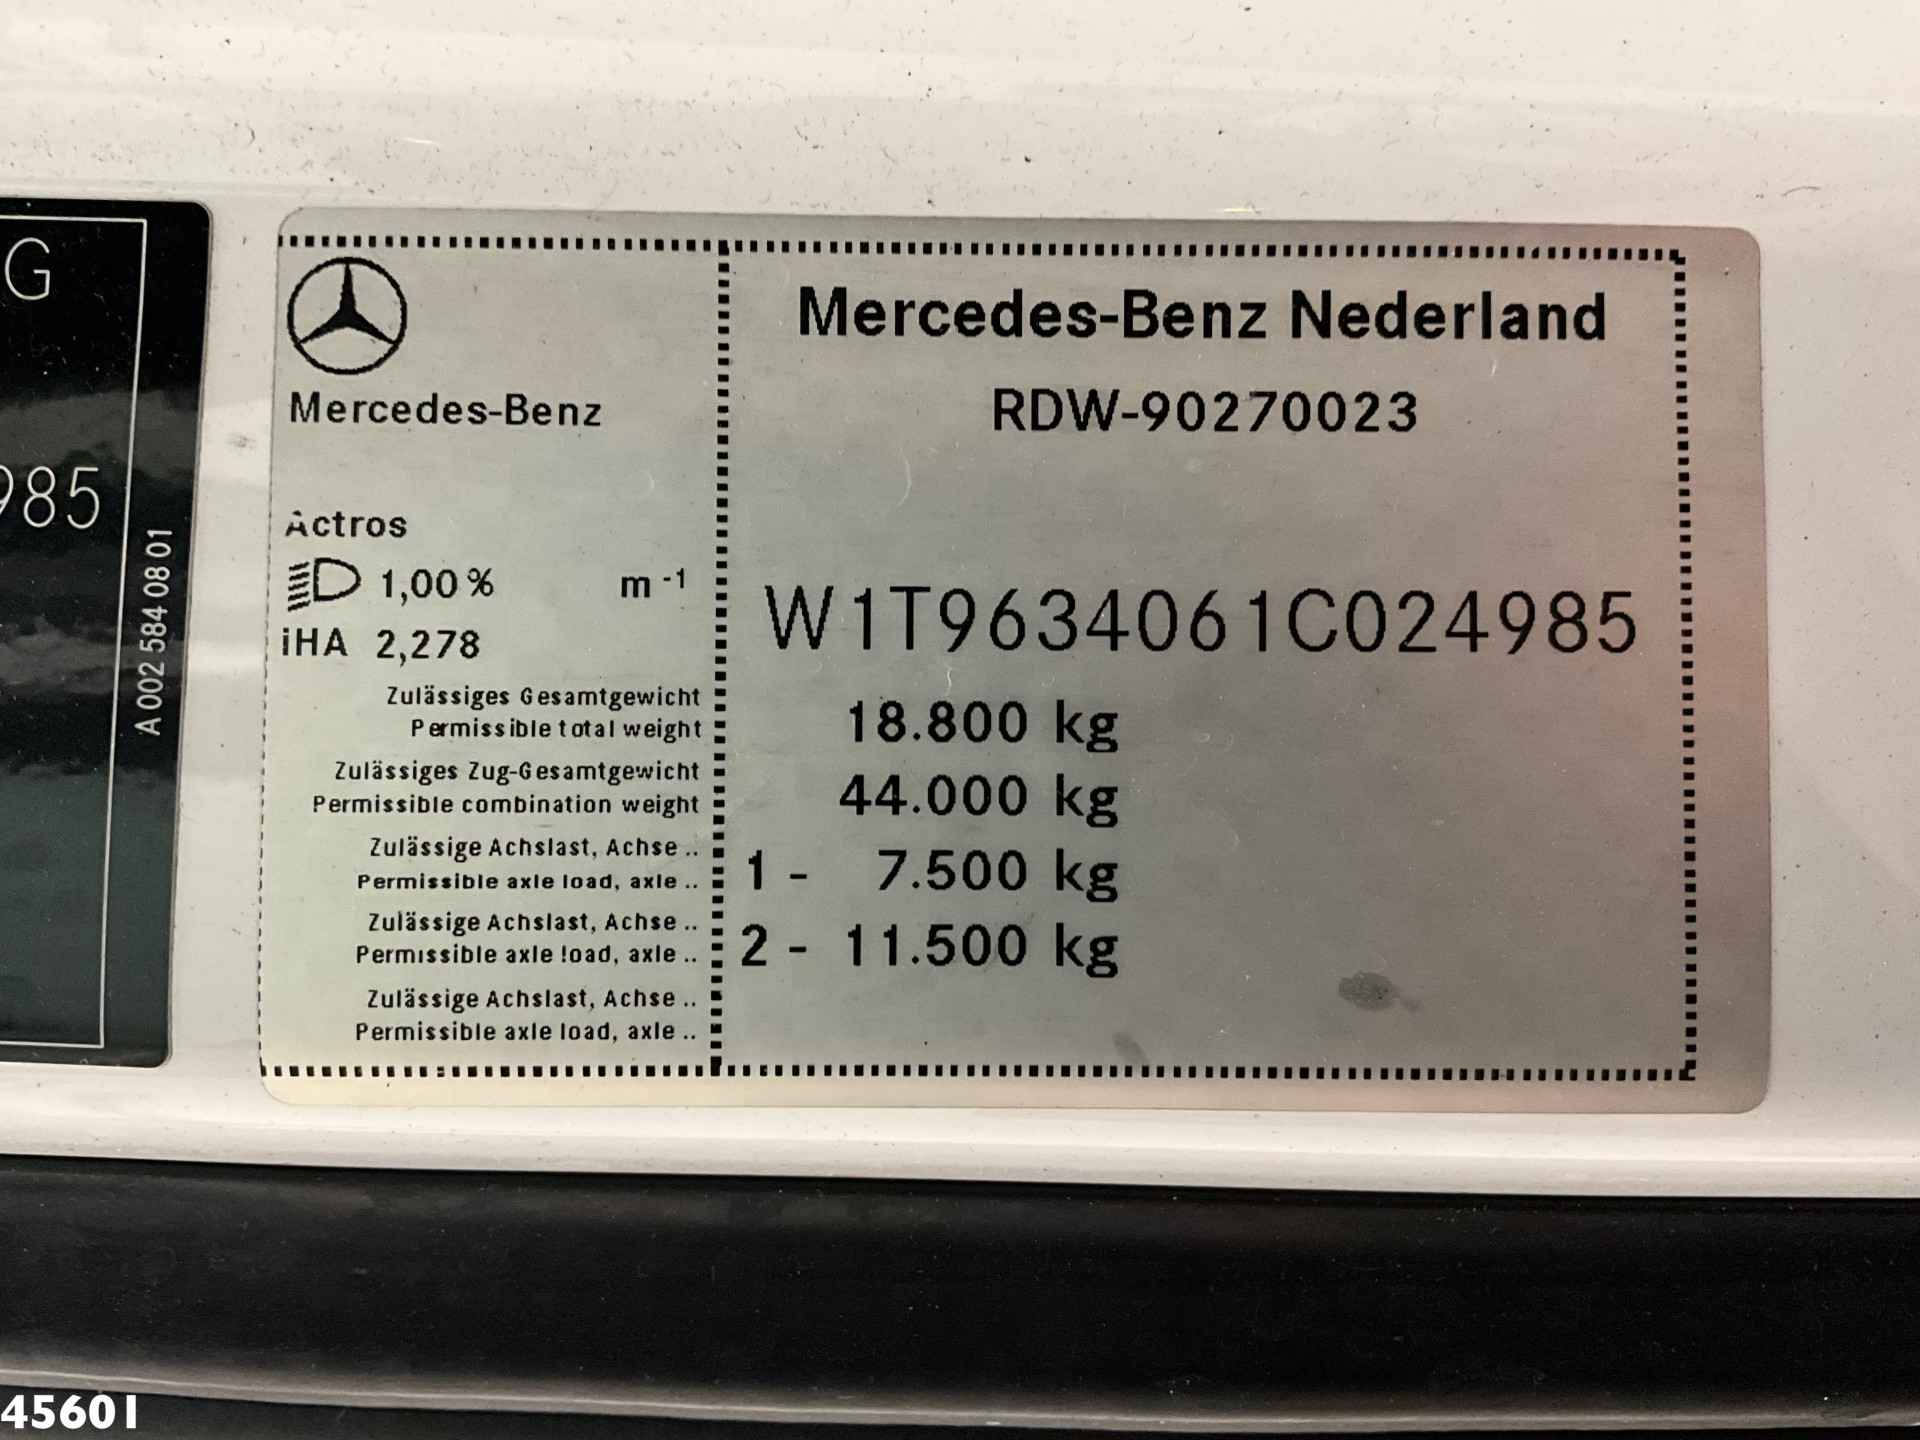 G
985
A 002 584 08 01
Mercedes-Benz
Actros
1,00 % m -1
iHA 2,278
Mercedes-Benz Nederland
RDW-90270023
W1T9634061C024985
Zulässiges Gesamtgewicht
Permissible total weight
18.800 kg
Zulässiges Zug-Gesamtgewicht
Permissible combination weight
44.000 kg
Zulässige Achslast, Achse ..
Permissible axle load, axle ..
1 - 7.500 kg
Zulässige Achslast, Achse ..
Permissible axle load, axle ..
2 - 11.500 kg
Zulässige Achslast, Achse ..
Permissible axle load, axle ..
45601